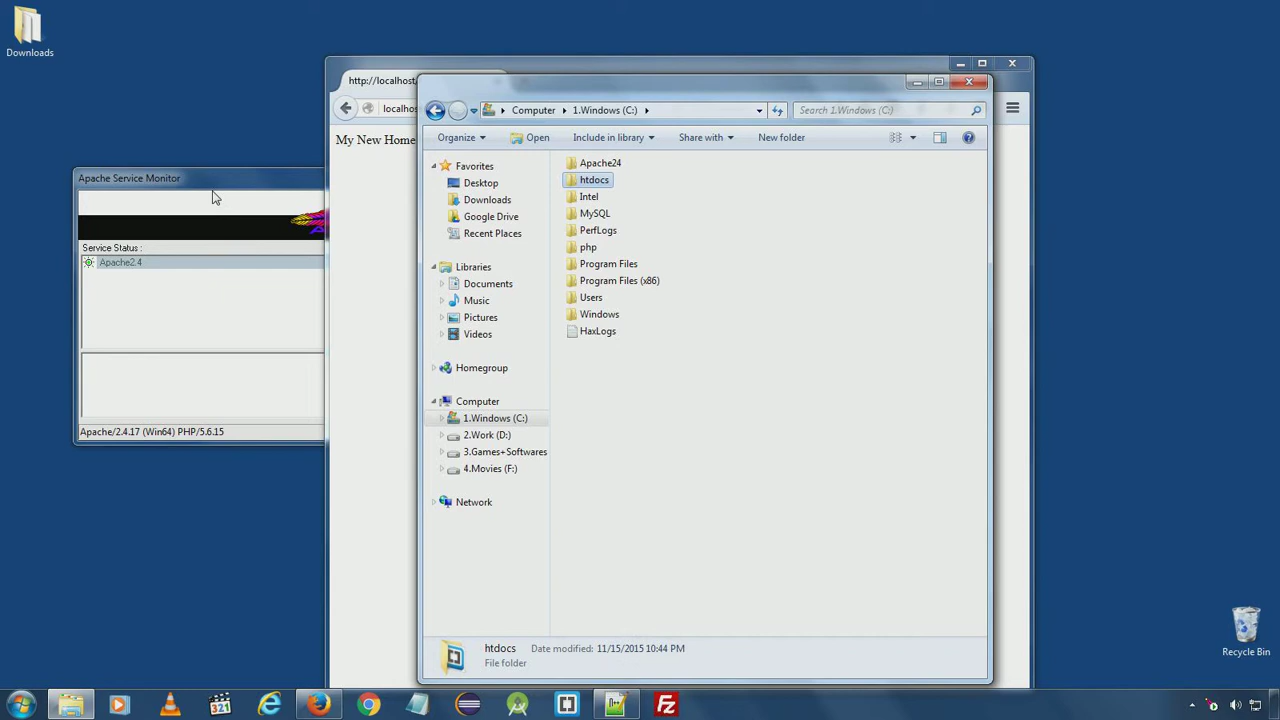 Downloads
http://localhost/
localhos
My New Home
Apache Service Monitor
Service Status :
Apache2.4
Apache/2.4.17 (Win64) PHP/5.6.15
Computer
1.Windows (C:)
Search 1.Windows (C:)
Organize
Open
Include in library
Share with
New folder
Favorites
Desktop
Downloads
Google Drive
Recent Places
Libraries
Documents
Music
Pictures
Videos
Homegroup
Computer
1.Windows (C:)
2.Work (D:)
3.Games+Softwares
4.Movies (F:)
Network
Apache24
htdocs
Intel
MySQL
PerfLogs
php
Program Files
Program Files (x86)
Users
Windows
HaxLogs
htdocs
Date modified: 11/15/2015 10:44 PM
File folder
Recycle Bin
321
Fz